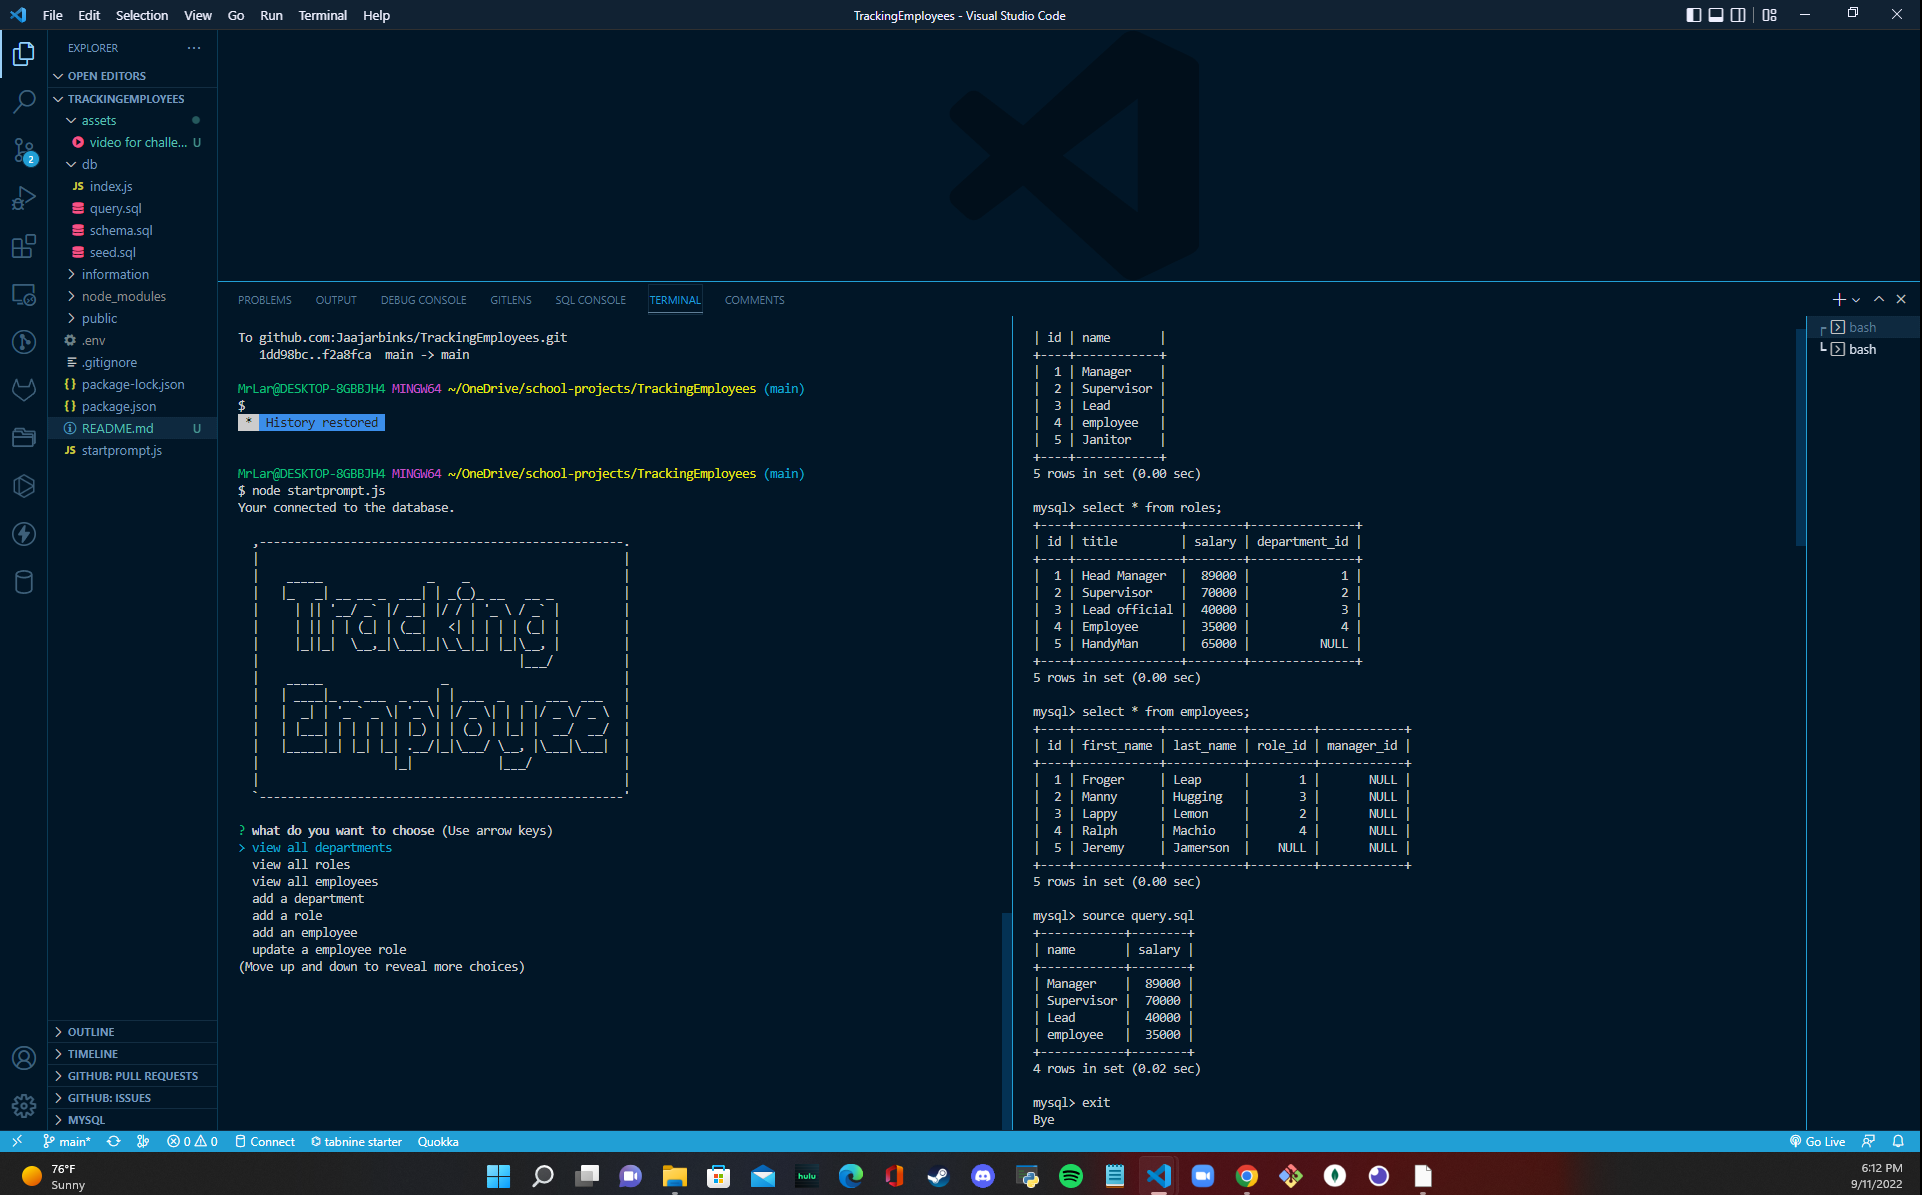 File Edit Selection View Go Run Terminal Help
TrackingEmployees - Visual Studio Code
EXPLORER
OPEN EDITORS
TRACKINGEMPLOYEES
assets
video for challe... U
db
JS index.js
query.sql
schema.sql
seed.sql
information
node_modules
public
.env
.gitignore
{} package-lock.json
{} package.json
README.md U
JS startprompt.js
OUTLINE
TIMELINE
GITHUB: PULL REQUESTS
GITHUB: ISSUES
MYSQL
2
PROBLEMS OUTPUT DEBUG CONSOLE GITLENS SQL CONSOLE TERMINAL COMMENTS
To github.com:Jaajarbinks/TrackingEmployees.git
1dd98bc..f2a8fca  main -> main
MrLar@DESKTOP-8GBBJH4 MINGW64 ~/OneDrive/school-projects/TrackingEmployees (main)
$
* History restored
MrLar@DESKTOP-8GBBJH4 MINGW64 ~/OneDrive/school-projects/TrackingEmployees (main)
$ node startprompt.js
Your connected to the database.
Tracking
Employee
? what do you want to choose (Use arrow keys)
> view all departments
view all roles
view all employees
add a department
add a role
add an employee
update a employee role
(Move up and down to reveal more choices)
| id | name       |
+----+------------+
|  1 | Manager    |
|  2 | Supervisor |
|  3 | Lead       |
|  4 | employee   |
|  5 | Janitor    |
+----+------------+
5 rows in set (0.00 sec)
mysql> select * from roles;
+----+---------------+--------+---------------+
| id | title         | salary | department_id |
+----+---------------+--------+---------------+
|  1 | Head Manager  |  89000 |             1 |
|  2 | Supervisor    |  70000 |             2 |
|  3 | Lead official |  40000 |             3 |
|  4 | Employee      |  35000 |             4 |
|  5 | HandyMan      |  65000 |          NULL |
+----+---------------+--------+---------------+
5 rows in set (0.00 sec)
mysql> select * from employees;
+----+------------+-----------+---------+------------+
| id | first_name | last_name | role_id | manager_id |
+----+------------+-----------+---------+------------+
|  1 | Froger     | Leap      |       1 |       NULL |
|  2 | Manny      | Hugging   |       3 |       NULL |
|  3 | Lappy      | Lemon     |       2 |       NULL |
|  4 | Ralph      | Machio    |       4 |       NULL |
|  5 | Jeremy     | Jamerson  |    NULL |       NULL |
+----+------------+-----------+---------+------------+
5 rows in set (0.00 sec)
mysql> source query.sql
+------------+--------+
| name       | salary |
+------------+--------+
| Manager    |  89000 |
| Supervisor |  70000 |
| Lead       |  40000 |
| employee   |  35000 |
+------------+--------+
4 rows in set (0.02 sec)
mysql> exit
Bye
bash
bash
main* 0 0 Connect tabnine starter Quokka
Go Live
76°F
Sunny
hulu
6:12 PM
9/11/2022